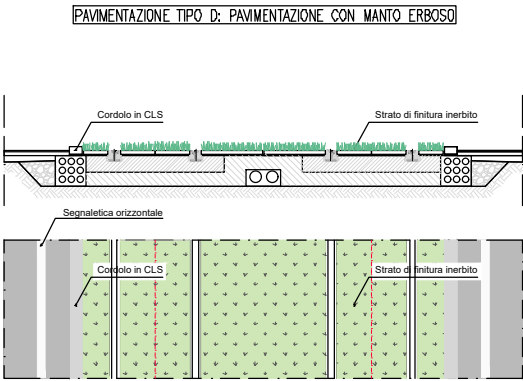 PAVIMENTAZIONE TIPO D: PAVIMENTAZIONE CON MANTO ERBOSO
Cordolo in CLS
Strato di finitura inerbito
Segnaletica orizzontale
Cordolo in CLS
Strato di finitura inerbito